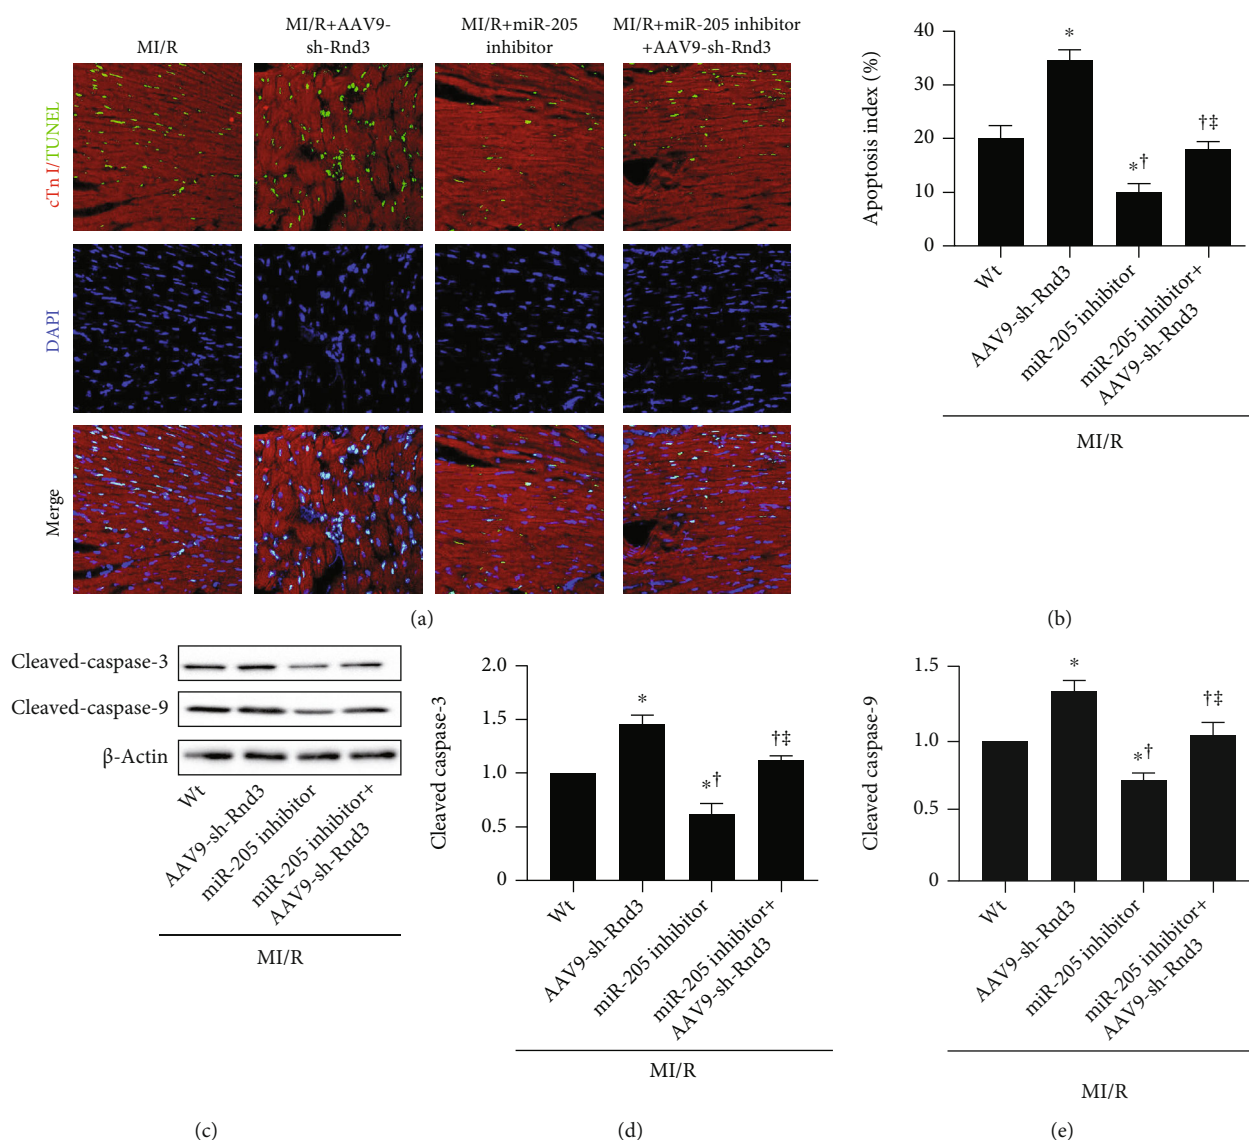 MI/R
MI/R+AAV9-
sh-Rnd3
MI/R+miR-205
inhibitor
MI/R+miR-205 inhibitor
+AAV9-sh-Rnd3
cTn I/TUNEL
DAPI
Merge
(a)
Apoptosis index (%)
40
30
20
10
0
*
*†
†‡
Wt
AAV9-sh-Rnd3
miR-205 inhibitor
miR-205 inhibitor+
AAV9-sh-Rnd3
MI/R
(b)
Cleaved-caspase-3
Cleaved-caspase-9
β-Actin
Wt
AAV9-sh-Rnd3
miR-205 inhibitor
miR-205 inhibitor+
AAV9-sh-Rnd3
MI/R
(c)
Cleaved caspase-3
2.0
1.5
1.0
0.5
0
*
*†
†‡
Wt
AAV9-sh-Rnd3
miR-205 inhibitor
miR-205 inhibitor+
AAV9-sh-Rnd3
MI/R
(d)
Cleaved caspase-9
1.5
1.0
0.5
0
*
*†
†‡
Wt
AAV9-sh-Rnd3
miR-205 inhibitor
miR-205 inhibitor+
AAV9-sh-Rnd3
MI/R
(e)